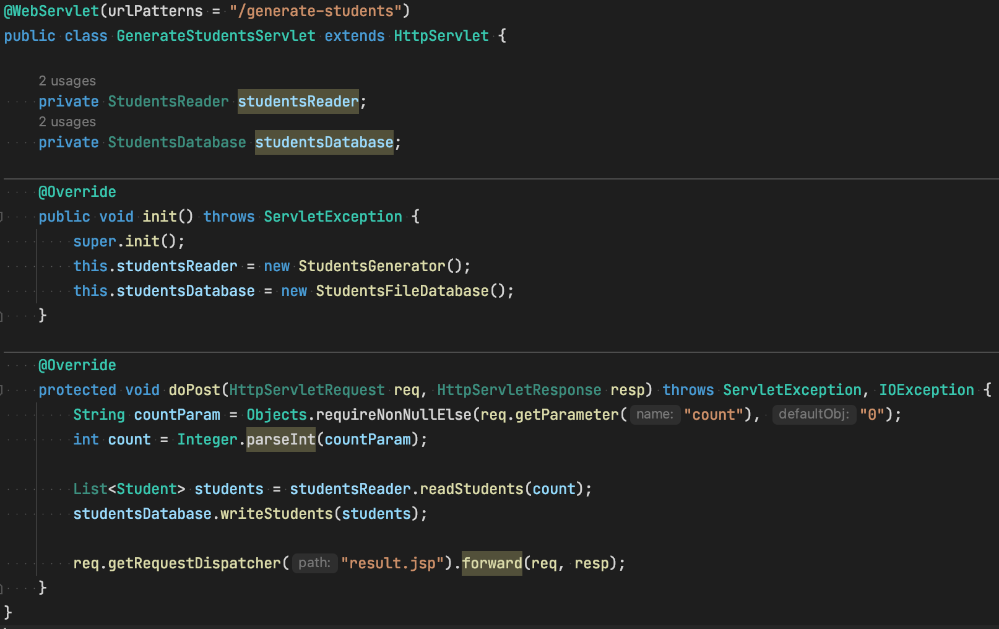 @WebServlet(urlPatterns = "/generate-students")
public class GenerateStudentsServlet extends HttpServlet {
2 usages
private StudentsReader studentsReader;
2 usages
private StudentsDatabase studentsDatabase;
@Override
public void init() throws ServletException {
super.init();
this.studentsReader = new StudentsGenerator();
this.studentsDatabase = new StudentsFileDatabase();
}
@Override
protected void doPost(HttpServletRequest req, HttpServletResponse resp) throws ServletException, IOException {
String countParam = Objects.requireNonNullElse(req.getParameter( name: "count"), defaultObj: "0");
int count = Integer.parseInt(countParam);
List<Student> students = studentsReader.readStudents(count);
studentsDatabase.writeStudents(students);
req.getRequestDispatcher( path: "result.jsp").forward(req, resp);
}
}